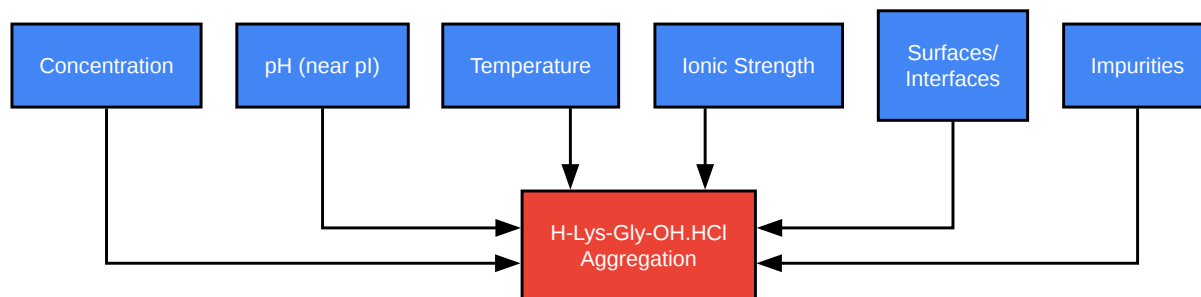 Concentration
pH (near pI)
Temperature
Ionic Strength
Surfaces/
Interfaces
Impurities
H-Lys-Gly-OH.HCl
Aggregation